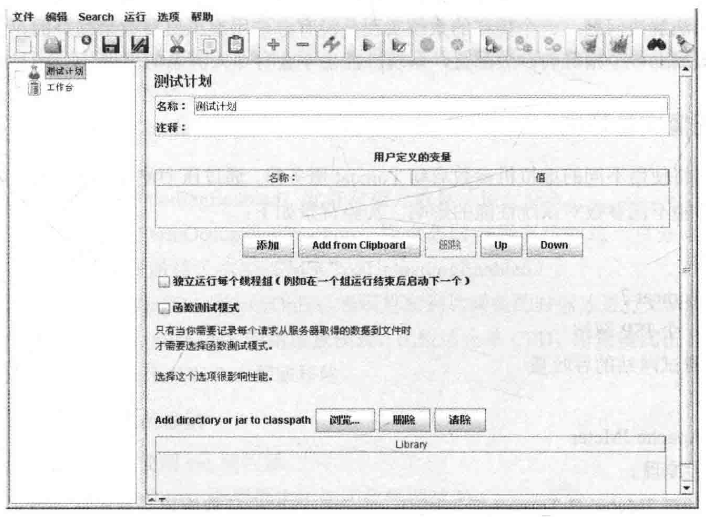 文件 编辑 Search 运行 选项 帮助
测试计划
工作台
测试计划
名称： 测试计划
注释：
用户定义的变量
名称： 值
添加 Add from Clipboard 删除 Up Down
独立运行每个线程组（例如在一个组运行结束后启动下一个）
函数测试模式
只有当你需要记录每个请求从服务器取得的数据到文件时
才需要选择函数测试模式。
选择这个选项很影响性能。
Add directory or jar to classpath 浏览... 删除 清除
Library